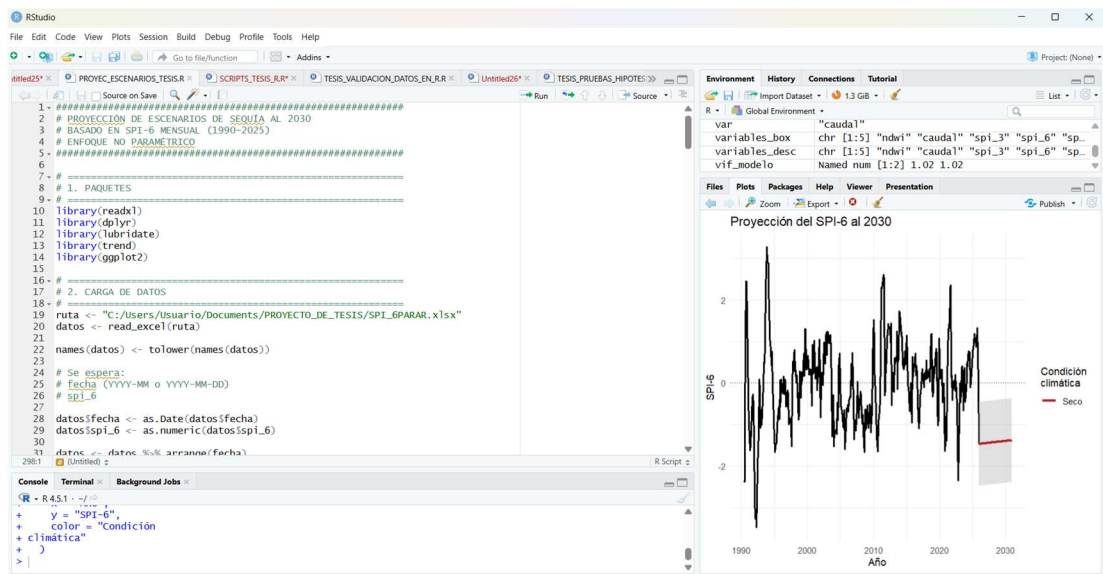 RStudio
File Edit Code View Plots Session Build Debug Profile Tools Help
Go to file/function Addins Project: (None)
ntitled25* PROYEC_ESCENARIOS_TESIS.R SCRIPTS_TESIS_R.R* TESIS_VALIDACION_DATOS_EN_R.R Untitled26* TESIS_PRUEBAS_HIPOTES
Source on Save Run Source
1 ############################################################
2 # PROYECCIÓN DE ESCENARIOS DE SEQUÍA AL 2030
3 # BASADO EN SPI-6 MENSUAL (1990-2025)
4 # ENFOQUE NO PARAMÉTRICO
5 ############################################################
6
7 # ==========================================================
8 # 1. PAQUETES
9 # ==========================================================
10 library(readxl)
11 library(dplyr)
12 library(lubridate)
13 library(trend)
14 library(ggplot2)
15
16 # ==========================================================
17 # 2. CARGA DE DATOS
18 # ==========================================================
19 ruta <- "C:/Users/Usuario/Documents/PROYECTO_DE_TESIS/SPI_6PARAR.xlsx"
20 datos <- read_excel(ruta)
21
22 names(datos) <- tolower(names(datos))
23
24 # Se espera:
25 # fecha (YYYY-MM o YYYY-MM-DD)
26 # spi_6
27
28 datos$fecha <- as.Date(datos$fecha)
29 datos$spi_6 <- as.numeric(datos$spi_6)
30
31 datos <- datos %>% arrange(fecha)
298:1 (Untitled) R Script
Console Terminal Background Jobs
R 4.5.1 · ~/
+ y = "SPI-6",
+ color = "Condición
+ climática"
+ )
>
Environment History Connections Tutorial
Import Dataset 1.3 GiB List
R Global Environment
var "caudal"
variables_box chr [1:5] "ndwi" "caudal" "spi_3" "spi_6" "sp…
variables_desc chr [1:5] "ndwi" "caudal" "spi_3" "spi_6" "sp…
vif_modelo Named num [1:2] 1.02 1.02
Files Plots Packages Help Viewer Presentation
Zoom Export Publish
Proyección del SPI-6 al 2030
SPI-6
2
0
-2
1990 2000 2010 2020 2030
Año
Condición
climática
Seco